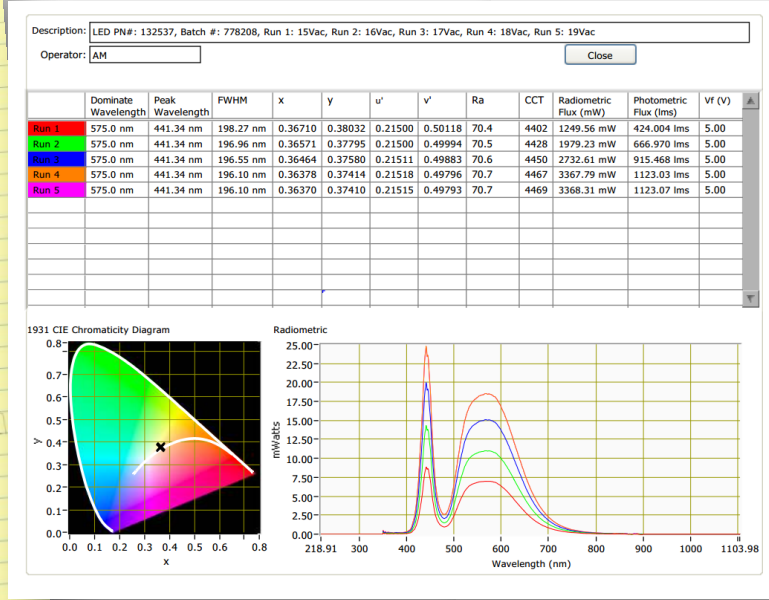 Description: LED PN#: 132537, Batch #: 778208, Run 1: 15Vac, Run 2: 16Vac, Run 3: 17Vac, Run 4: 18Vac, Run 5: 19Vac
Operator: AM Close
Dominate Wavelength Peak Wavelength FWHM x y u' v' Ra CCT Radiometric Flux (mW) Photometric Flux (lms) Vf (V)
Run 1 575.0 nm 441.34 nm 198.27 nm 0.36710 0.38032 0.21500 0.50118 70.4 4402 1249.56 mW 424.004 lms 5.00
Run 2 575.0 nm 441.34 nm 196.96 nm 0.36571 0.37795 0.21500 0.49994 70.5 4428 1979.23 mW 666.970 lms 5.00
Run 3 575.0 nm 441.34 nm 196.55 nm 0.36464 0.37580 0.21511 0.49883 70.6 4450 2732.61 mW 915.468 lms 5.00
Run 4 575.0 nm 441.34 nm 196.10 nm 0.36378 0.37414 0.21518 0.49796 70.7 4467 3367.79 mW 1123.03 lms 5.00
Run 5 575.0 nm 441.34 nm 196.10 nm 0.36370 0.37410 0.21515 0.49793 70.7 4469 3368.31 mW 1123.07 lms 5.00
1931 CIE Chromaticity Diagram
0.8
0.7
0.6
0.5
0.4
0.3
0.2
0.1
0.0
y
0.0 0.1 0.2 0.3 0.4 0.5 0.6 0.8
x
Radiometric
25.00
22.50
20.00
17.50
15.00
12.50
10.00
7.50
5.00
2.50
0.00
mWatts
218.91 300 400 500 600 700 800 900 1000 1103.98
Wavelength (nm)